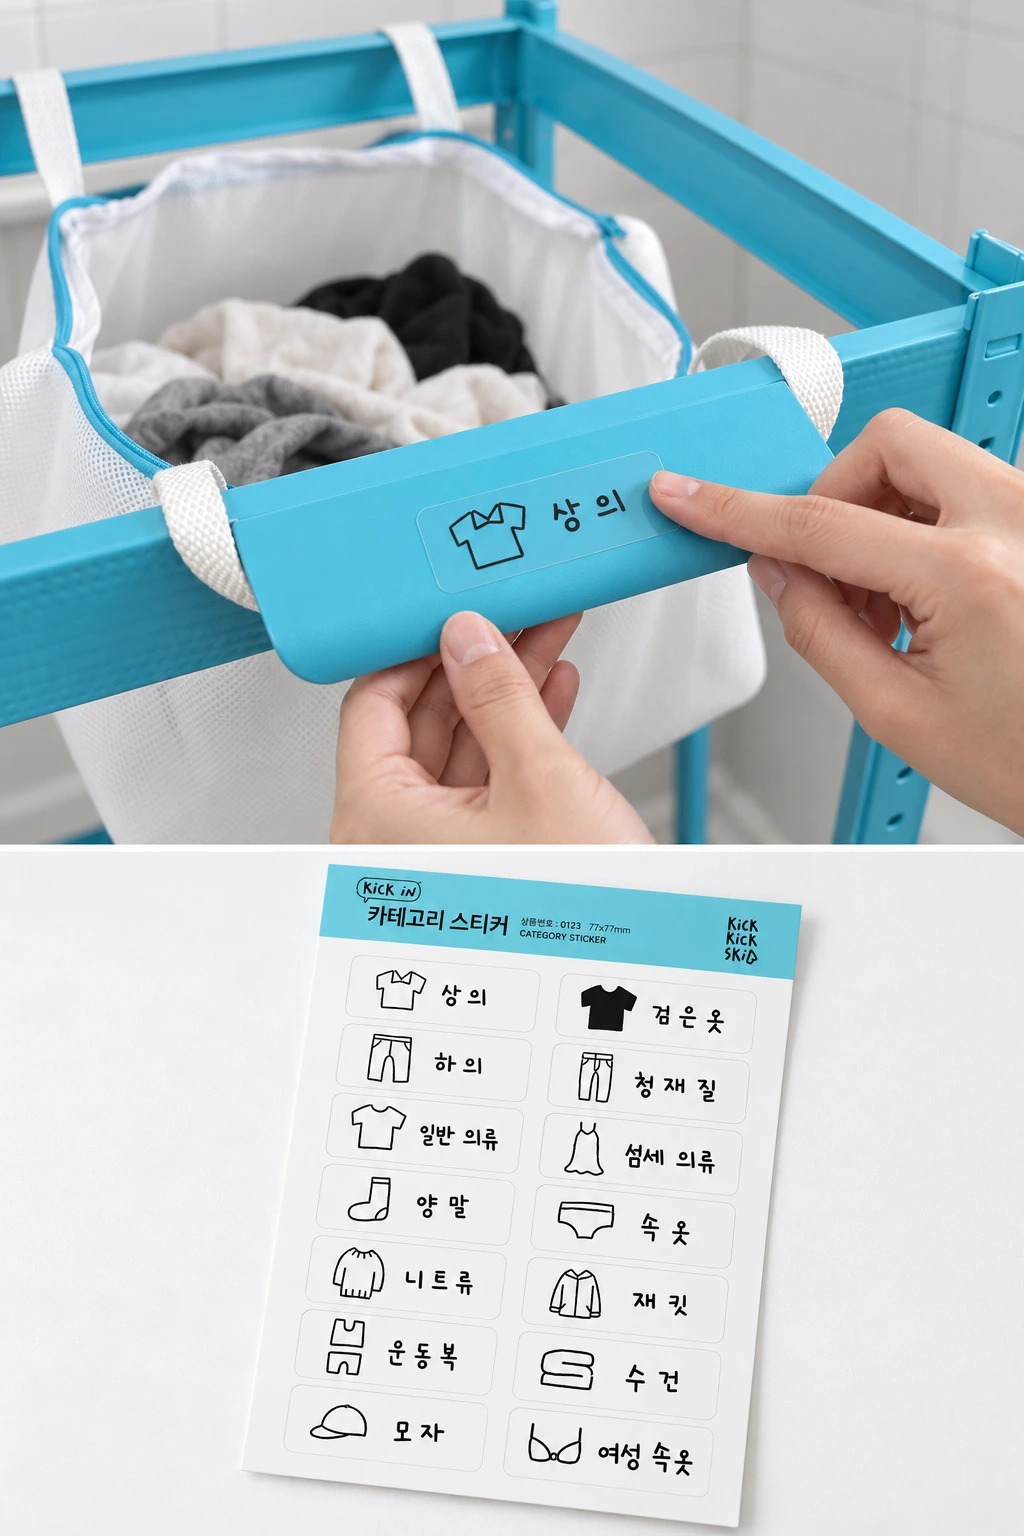 상의
Kick iN
카테고리 스티커
상품번호 : 0123 77x77mm
CATEGORY STICKER
Kick
Kick
SKiD
상의
검은 옷
하의
청재질
일반 의류
섬세 의류
양말
속옷
니트류
재킷
운동복
수건
모자
여성 속옷